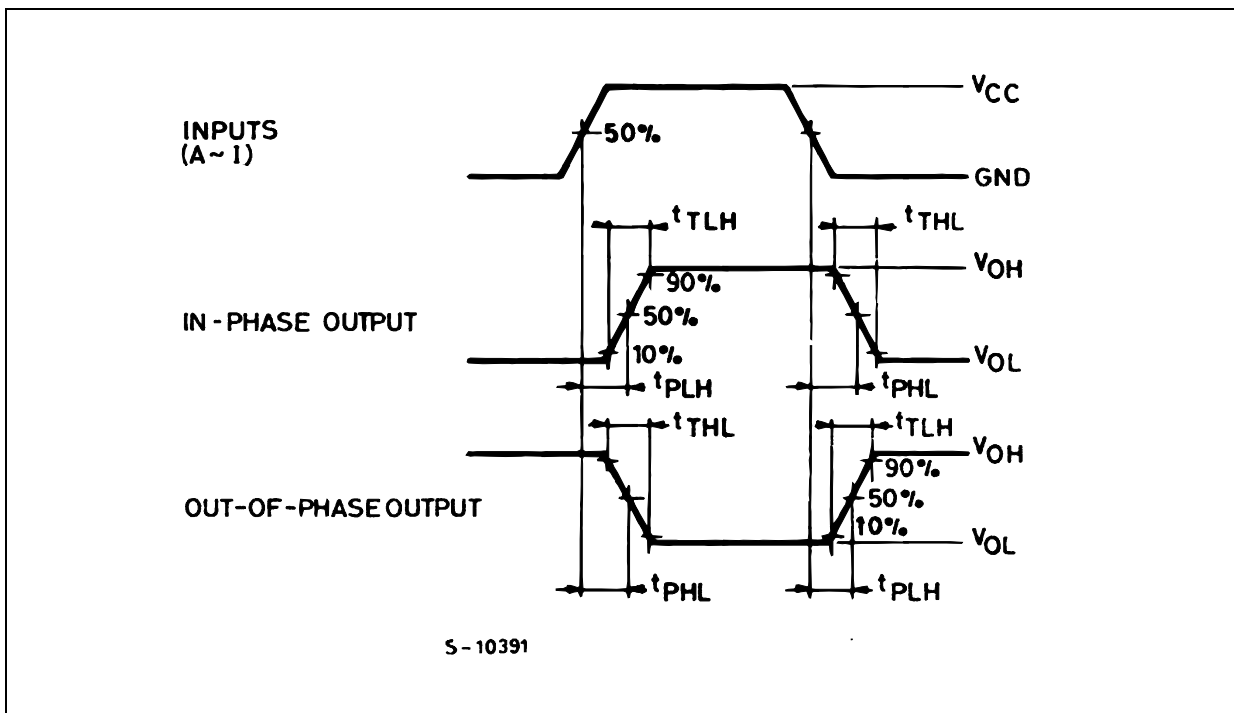 VCC
INPUTS
(A~I)
50%
GND
tTLH
tTHL
VOH
90%
IN-PHASE OUTPUT
50%
10%
VOL
tPLH
tPHL
tTHL
tTLH
VOH
90%
OUT-OF-PHASE OUTPUT
50%
10%
VOL
tPHL
tPLH
S-10391